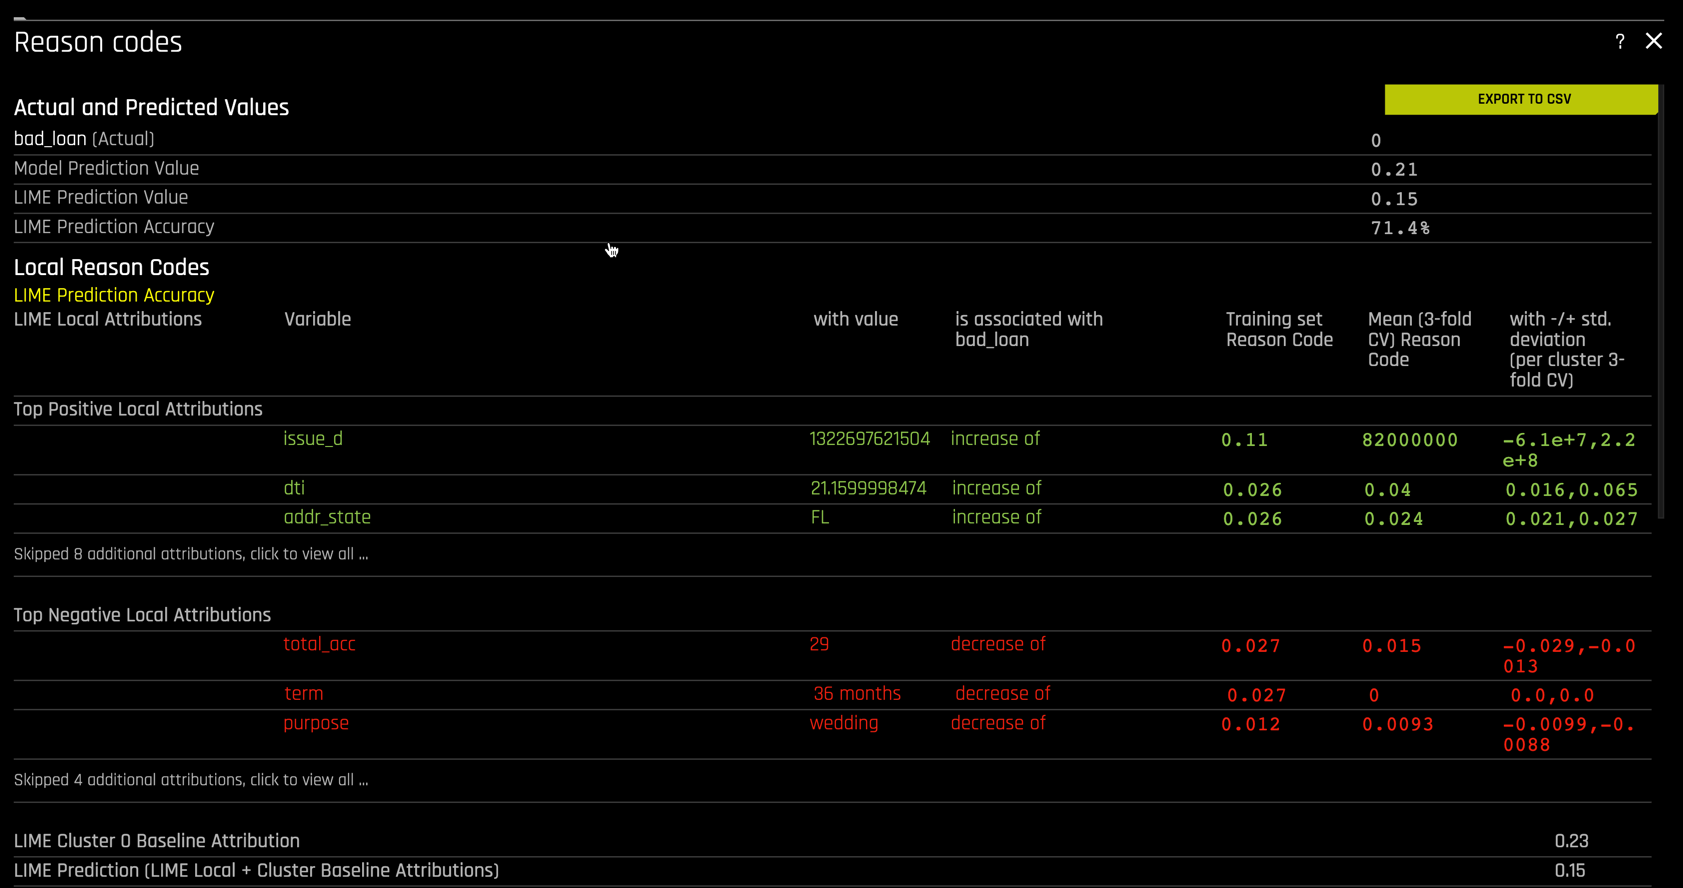 Reason codes
? ×
Actual and Predicted Values
EXPORT TO CSV
bad_loan (Actual) 0
Model Prediction Value 0.21
LIME Prediction Value 0.15
LIME Prediction Accuracy 71.4%
Local Reason Codes
LIME Prediction Accuracy
LIME Local Attributions Variable with value is associated with bad_loan Training set Reason Code Mean (3-fold CV) Reason Code with -/+ std. deviation (per cluster 3-fold CV)
Top Positive Local Attributions
issue_d 1322697621504 increase of 0.11 82000000 -6.1e+7,2.2e+8
dti 21.1599998474 increase of 0.026 0.04 0.016,0.065
addr_state FL increase of 0.026 0.024 0.021,0.027
Skipped 8 additional attributions, click to view all ...
Top Negative Local Attributions
total_acc 29 decrease of 0.027 0.015 -0.029,-0.0013
term 36 months decrease of 0.027 0 0.0,0.0
purpose wedding decrease of 0.012 0.0093 -0.0099,-0.0088
Skipped 4 additional attributions, click to view all ...
LIME Cluster 0 Baseline Attribution 0.23
LIME Prediction (LIME Local + Cluster Baseline Attributions) 0.15